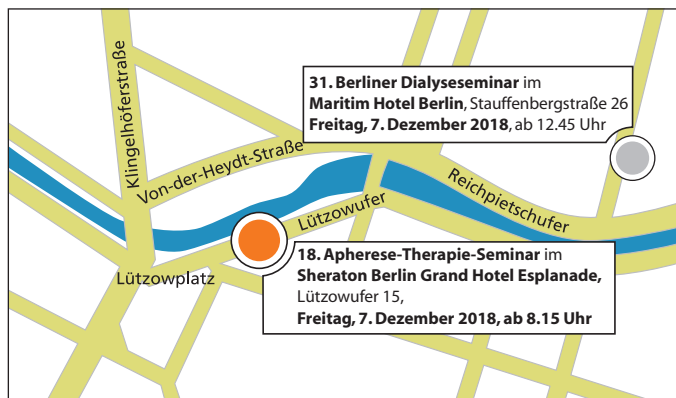 31. Berliner Dialyseseminar im
Maritim Hotel Berlin, Stauffenbergstraße 26
Freitag, 7. Dezember 2018, ab 12.45 Uhr
Klingelhöferstraße
Von-der-Heydt-Straße
Reichpietschufer
Lützowufer
Lützowplatz
18. Apherese-Therapie-Seminar im
Sheraton Berlin Grand Hotel Esplanade,
Lützowufer 15,
Freitag, 7. Dezember 2018, ab 8.15 Uhr